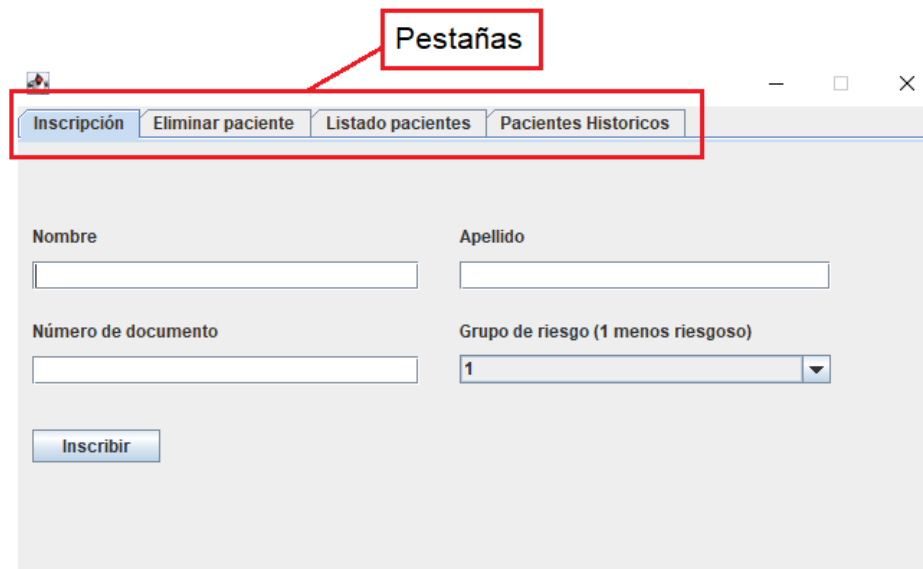 Pestañas
Inscripción Eliminar paciente Listado pacientes Pacientes Historicos
Nombre Apellido
Número de documento Grupo de riesgo (1 menos riesgoso)
1
Inscribir